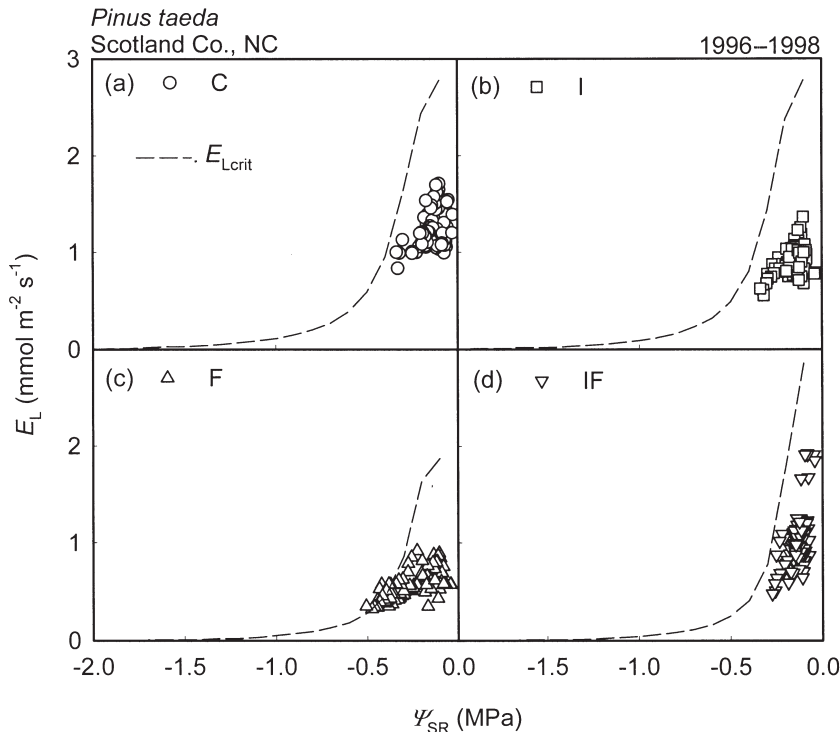 Pinus taeda
Scotland Co., NC 1996–1998
3
(a) C (b) I
E_Lcrit
2
1
0
(c) F (d) IF
2
1
0
E_L (mmol m⁻² s⁻¹)
-2.0 -1.5 -1.0 -0.5 0.0 -1.5 -1.0 -0.5 0.0
Ψ_SR (MPa)